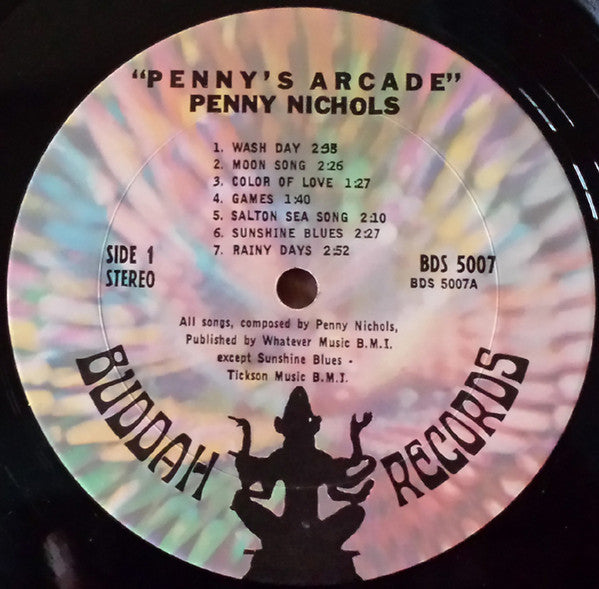 "PENNY'S ARCADE"
PENNY NICHOLS
1. WASH DAY 2:38
2. MOON SONG 2:26
3. COLOR OF LOVE 1:27
4. GAMES 1:40
5. SALTON SEA SONG 2:10
6. SUNSHINE BLUES 2:27
7. RAINY DAYS 2:52
SIDE 1
STEREO
BDS 5007
BDS 5007A
All songs, composed by Penny Nichols,
Published by Whatever Music B.M.I.
except Sunshine Blues -
Tickson Music B.M.I.
BUDDAH RECORDS